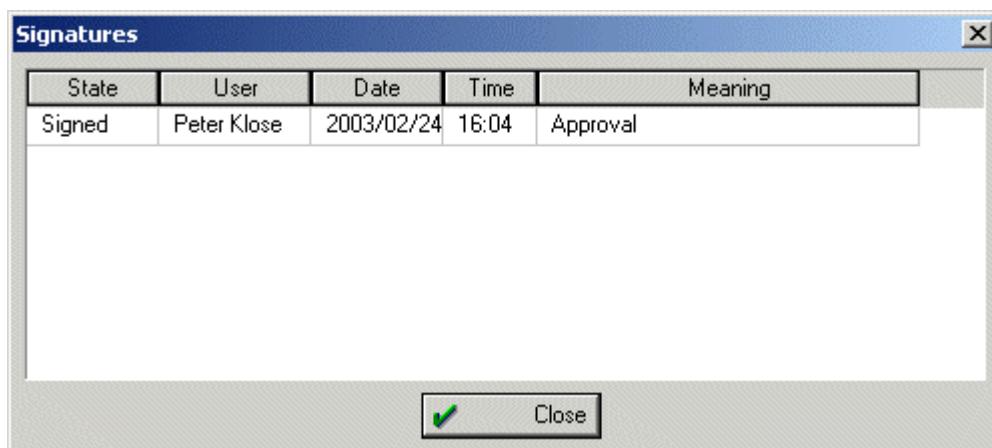 Signatures
State User Date Time Meaning
Signed Peter Klose 2003/02/24 16:04 Approval
Close